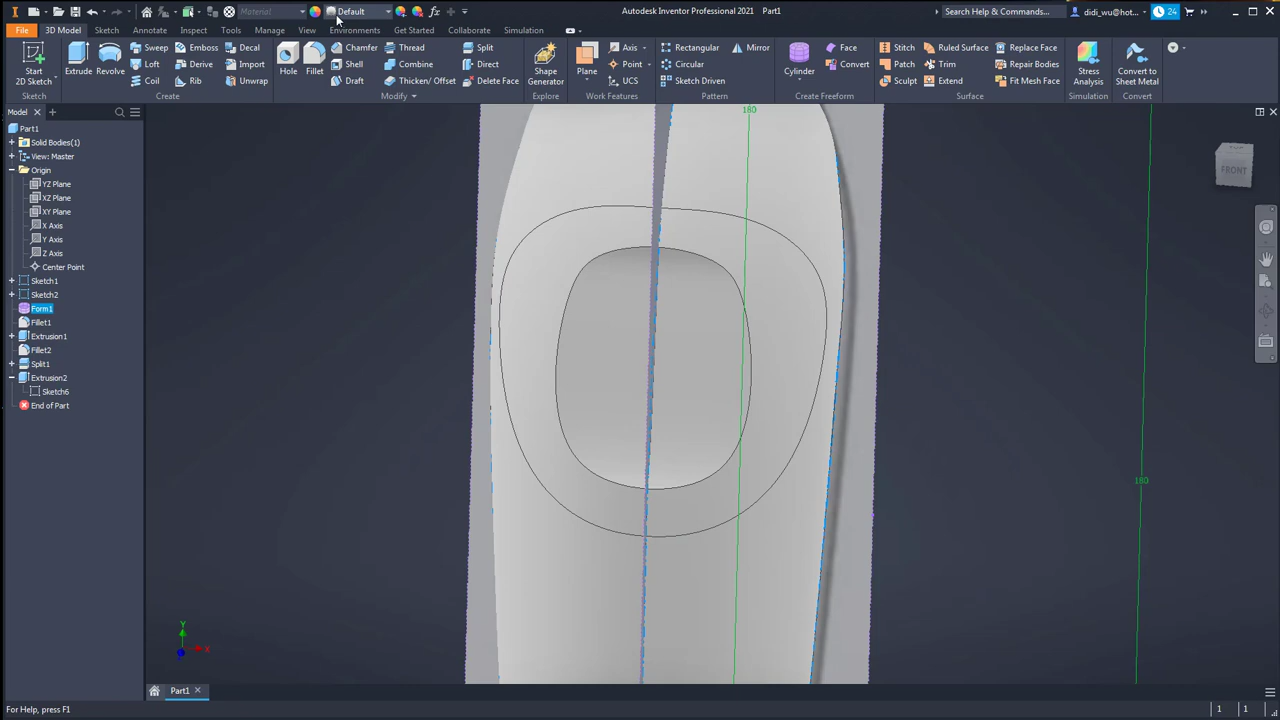 Material Default fx Autodesk Inventor Professional 2021 Part1 Search Help & Commands... didi_wu@hot... 24
File 3D Model Sketch Annotate Inspect Tools Manage View Environments Get Started Collaborate Simulation
Sweep Emboss Decal Chamfer Thread Split Axis Rectangular Mirror Face Stitch Ruled Surface Replace Face
Start 2D Sketch Extrude Revolve Loft Derive Import Hole Fillet Shell Combine Direct Shape Generator Plane Point Circular Cylinder Convert Patch Trim Repair Bodies Stress Analysis Convert to Sheet Metal
Coil Rib Unwrap Draft Thicken/ Offset Delete Face UCS Sketch Driven Sculpt Extend Fit Mesh Face
Sketch Create Modify Explore Work Features Pattern Create Freeform Surface Simulation Convert
Model
Part1
Solid Bodies(1)
View: Master
Origin
YZ Plane
XZ Plane
XY Plane
X Axis
Y Axis
Z Axis
Center Point
Sketch1
Sketch2
Form1
Fillet1
Extrusion1
Fillet2
Split1
Extrusion2
Sketch6
End of Part
180
FRONT
180
Y
X
Part1
For Help, press F1
1 1